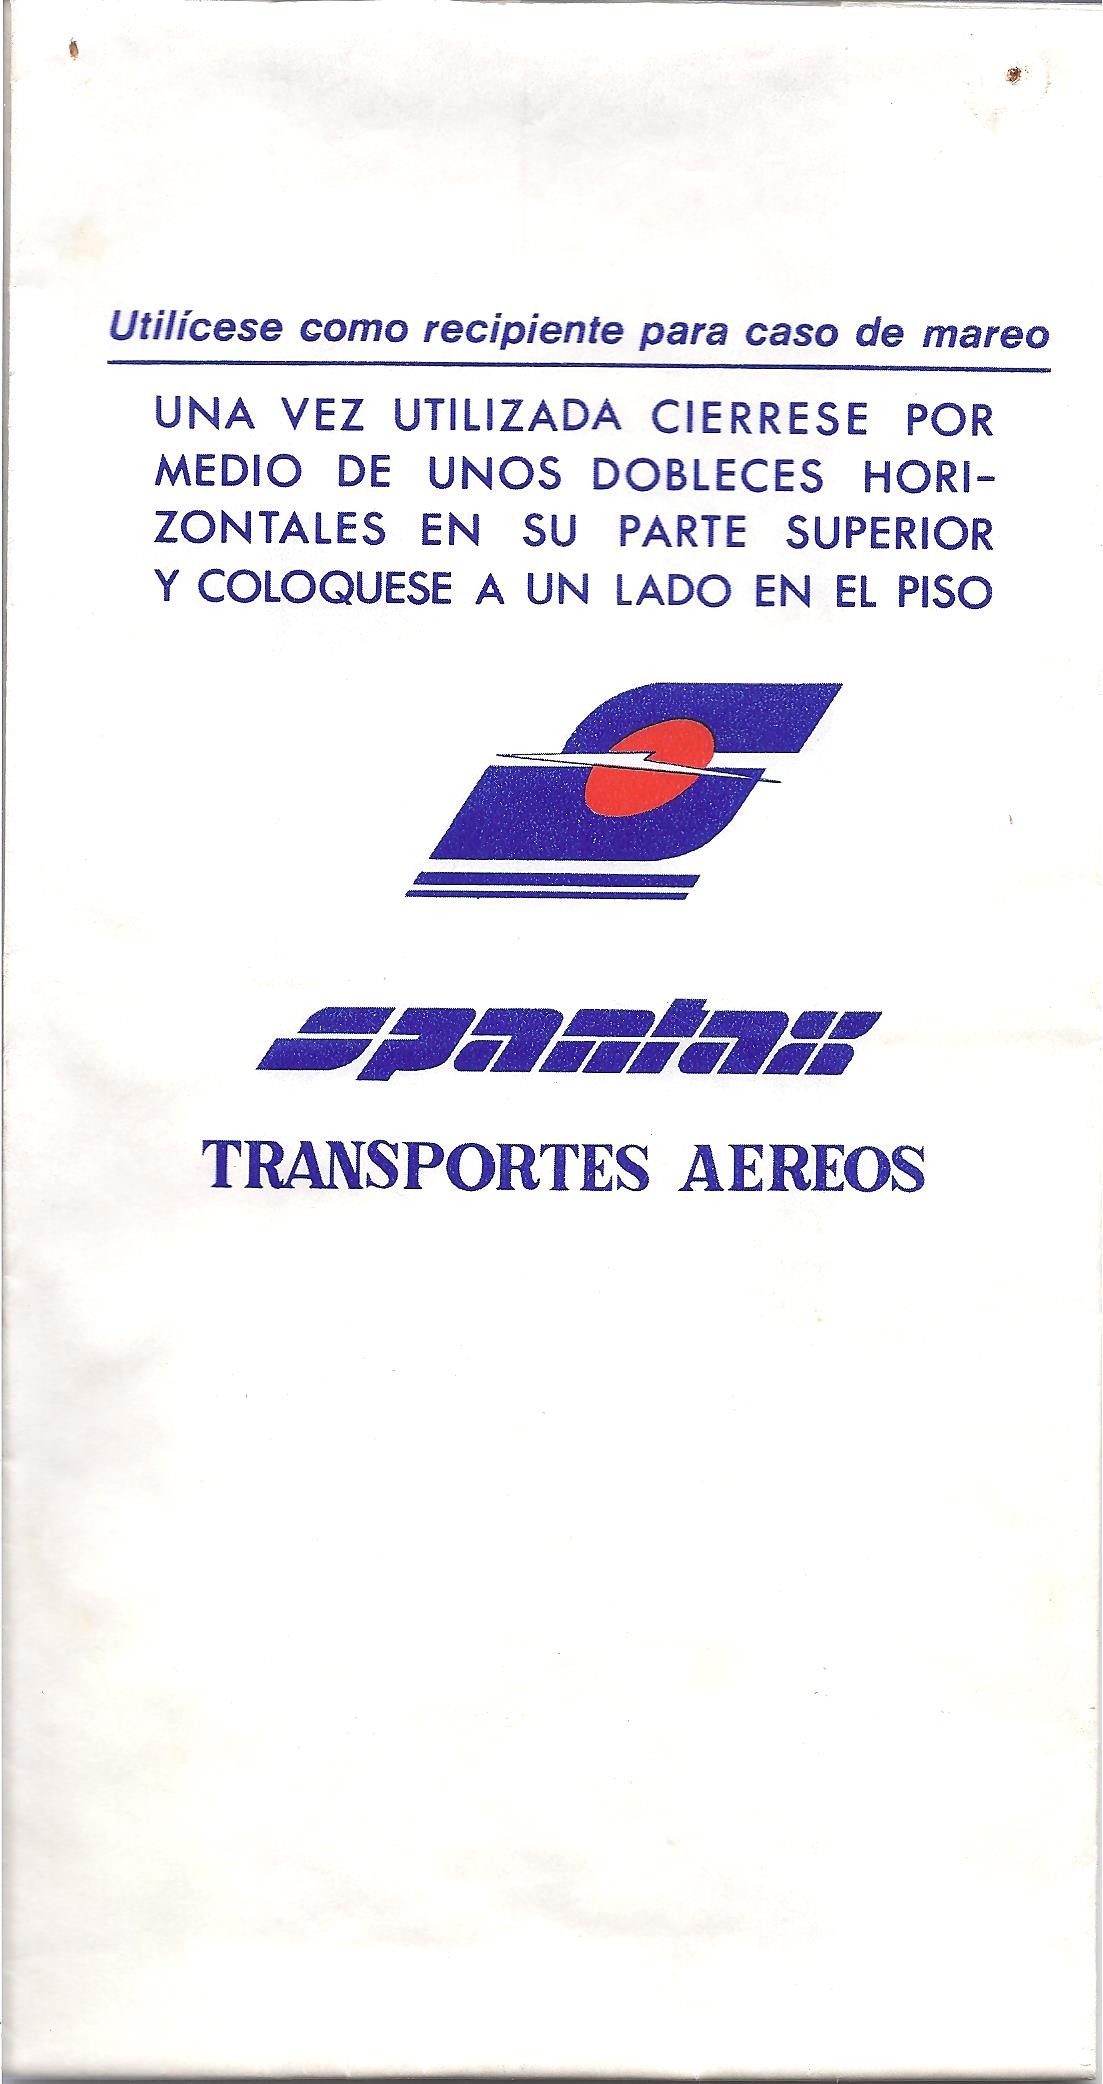 Utilícese como recipiente para caso de mareo
UNA VEZ UTILIZADA CIERRESE POR
MEDIO DE UNOS DOBLECES HORI-
ZONTALES EN SU PARTE SUPERIOR
Y COLOQUESE A UN LADO EN EL PISO
spantax
TRANSPORTES AEREOS